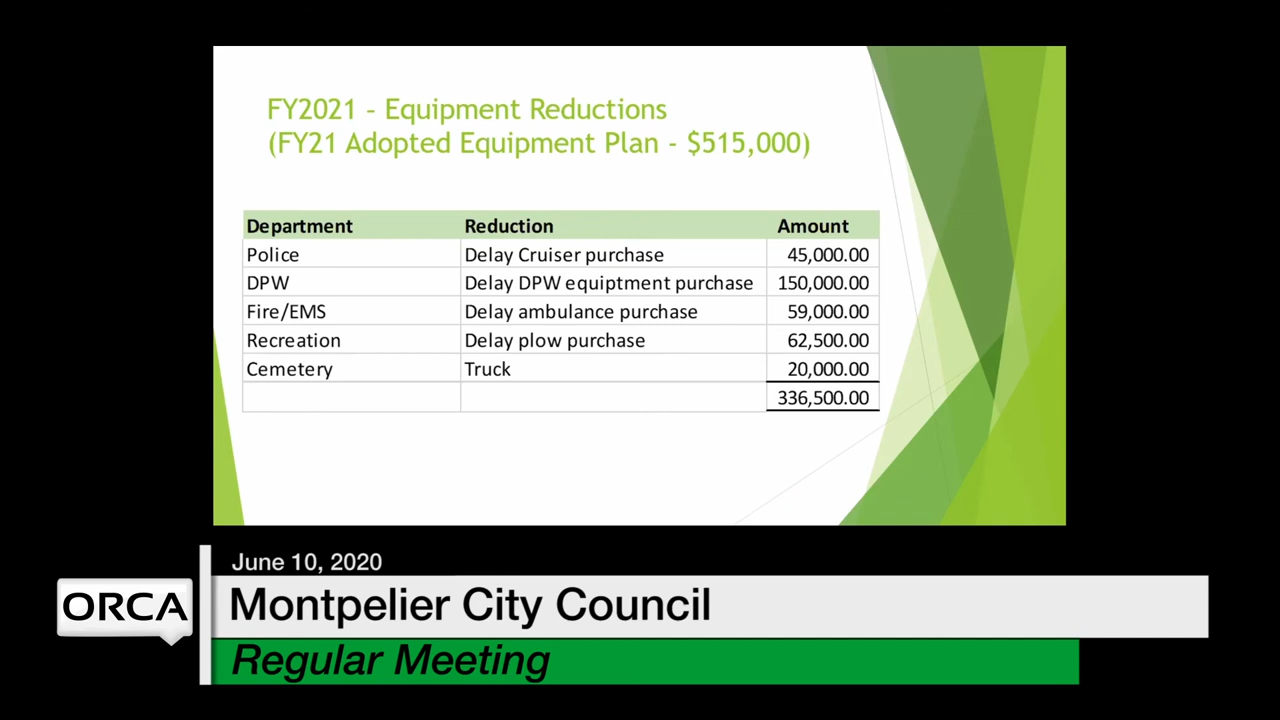 FY2021 – Equipment Reductions
(FY21 Adopted Equipment Plan - $515,000)
Department Reduction Amount
Police Delay Cruiser purchase 45,000.00
DPW Delay DPW equiptment purchase 150,000.00
Fire/EMS Delay ambulance purchase 59,000.00
Recreation Delay plow purchase 62,500.00
Cemetery Truck 20,000.00
336,500.00
June 10, 2020
ORCA Montpelier City Council
Regular Meeting